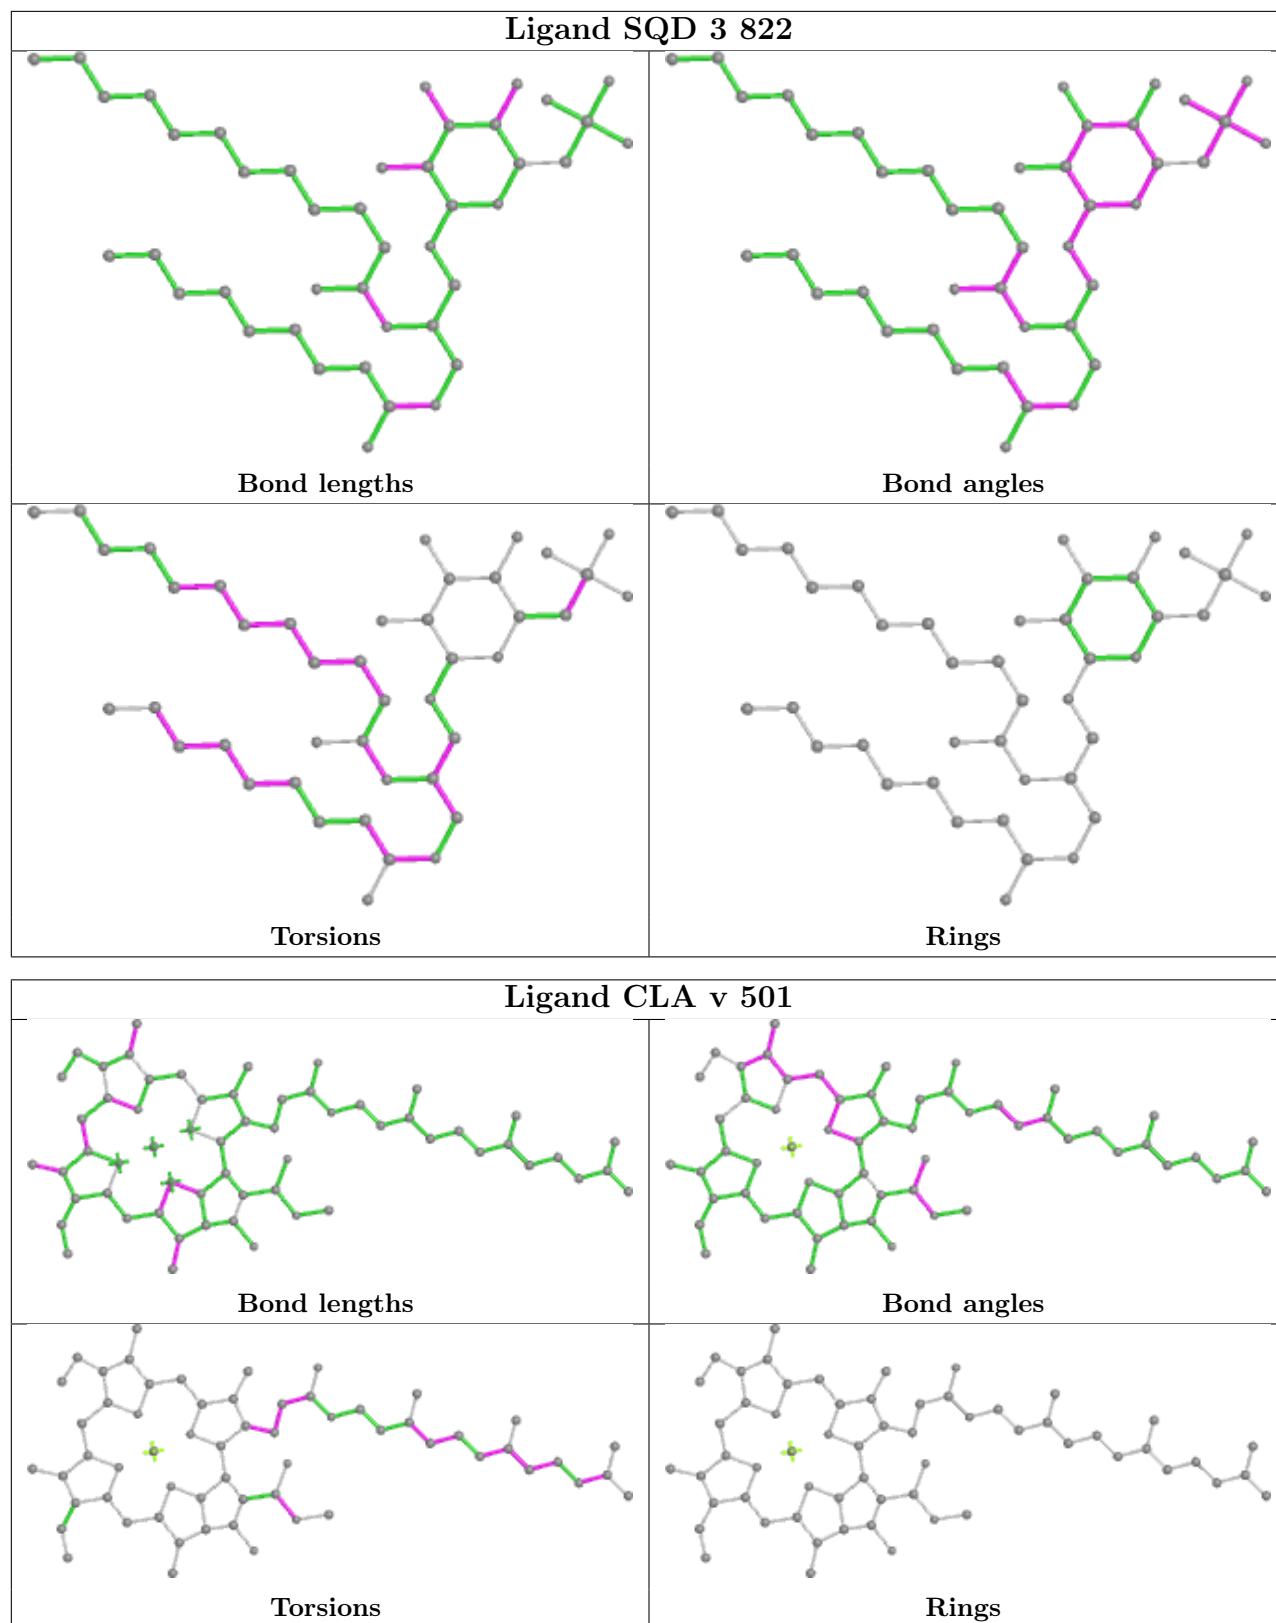 Ligand SQD 3 822
Bond lengths
Bond angles
Torsions
Rings
Ligand CLA v 501
Bond lengths
Bond angles
Torsions
Rings